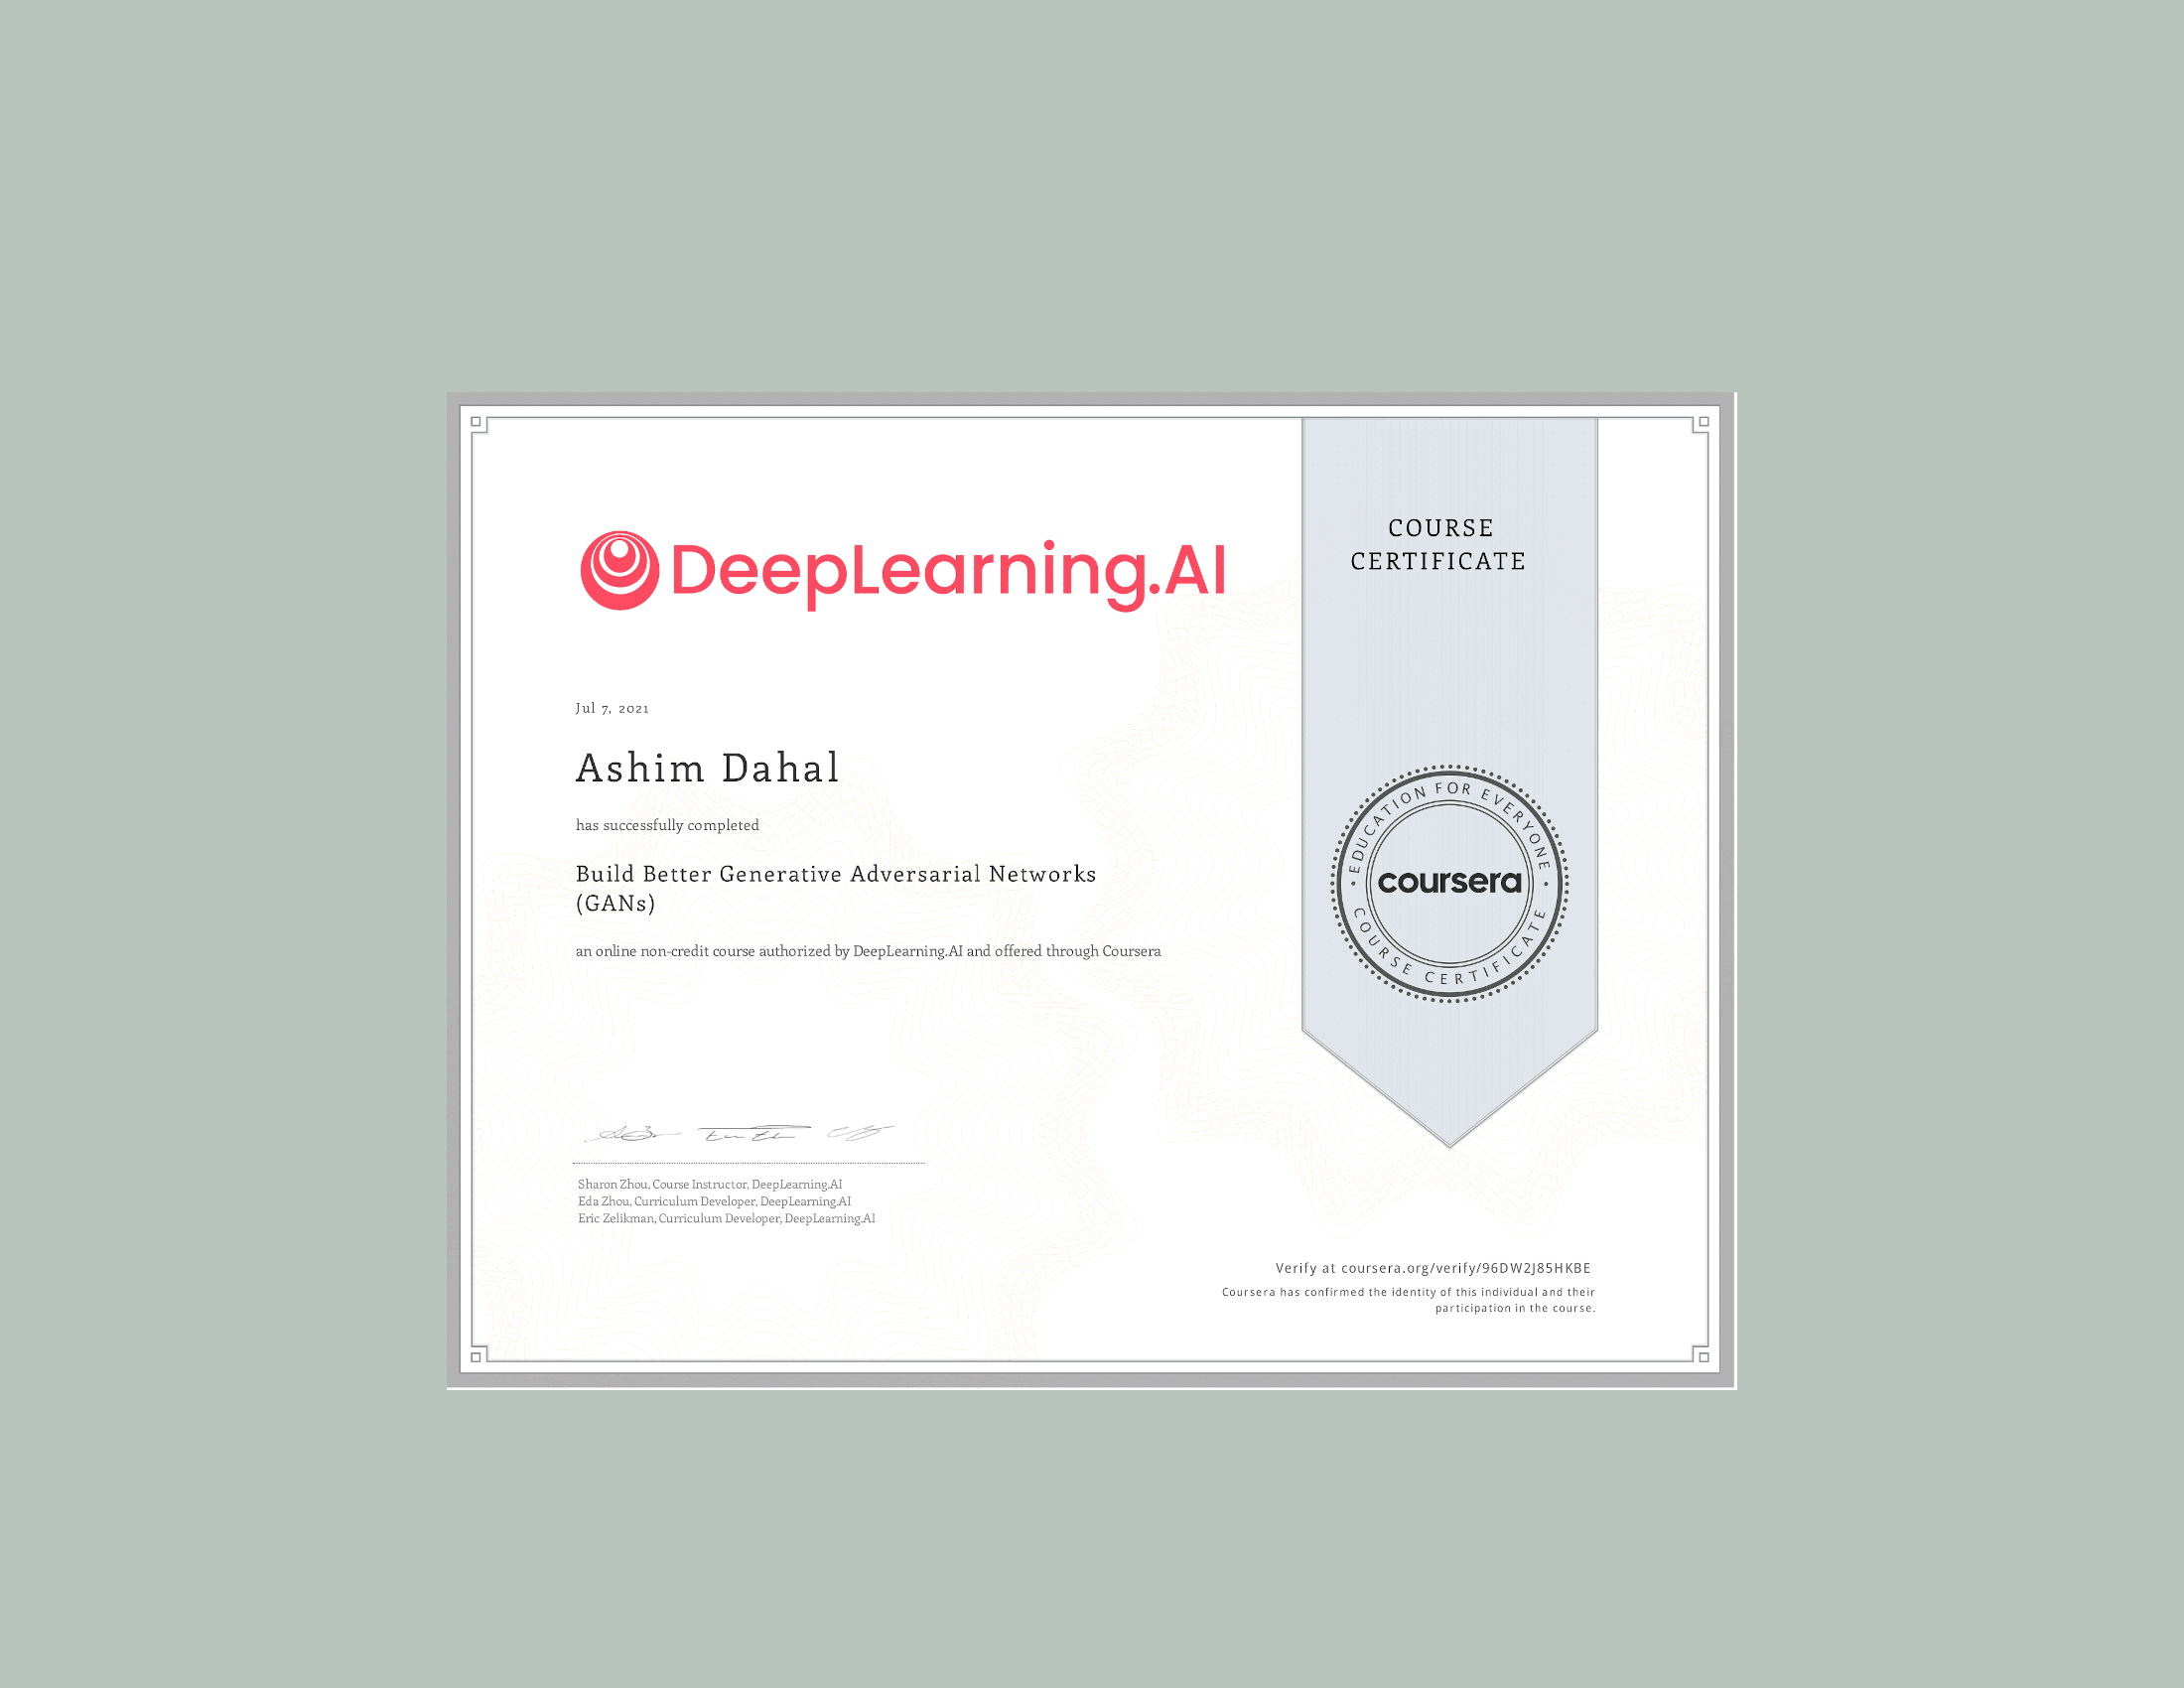 DeepLearning.AI
COURSE
CERTIFICATE
Jul 7, 2021
Ashim Dahal
has successfully completed
Build Better Generative Adversarial Networks
(GANs)
an online non-credit course authorized by DeepLearning.AI and offered through Coursera
EDUCATION FOR EVERYONE
coursera
COURSE CERTIFICATE
Sharon Zhou, Course Instructor, DeepLearning.AI
Eda Zhou, Curriculum Developer, DeepLearning.AI
Eric Zelikman, Curriculum Developer, DeepLearning.AI
Verify at coursera.org/verify/96DW2J85HKBE
Coursera has confirmed the identity of this individual and their
participation in the course.